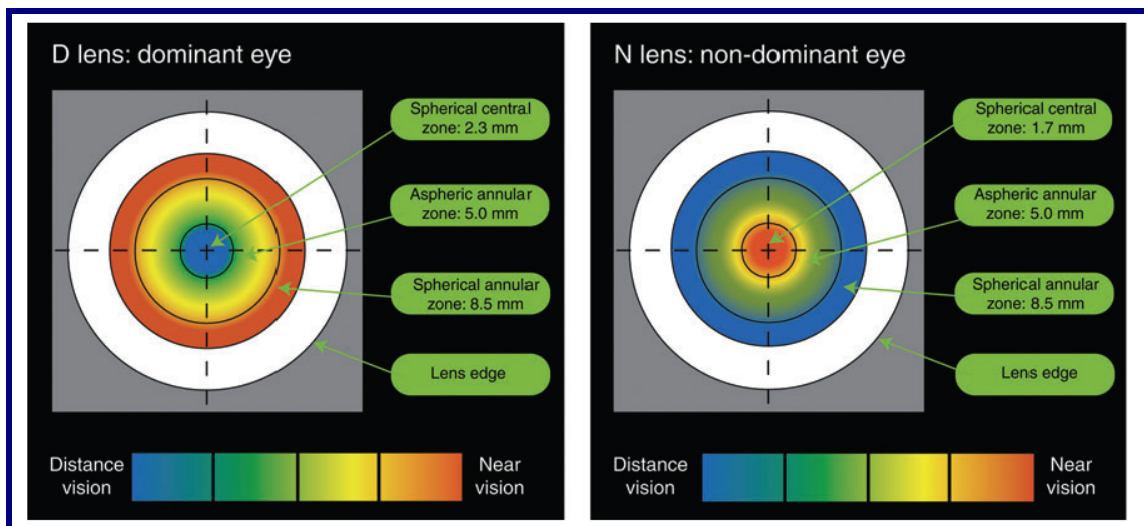 D lens: dominant eye
Spherical central
zone: 2.3 mm
Aspheric annular
zone: 5.0 mm
Spherical annular
zone: 8.5 mm
Lens edge
Distance
vision
Near
vision
N lens: non-dominant eye
Spherical central
zone: 1.7 mm
Aspheric annular
zone: 5.0 mm
Spherical annular
zone: 8.5 mm
Lens edge
Distance
vision
Near
vision